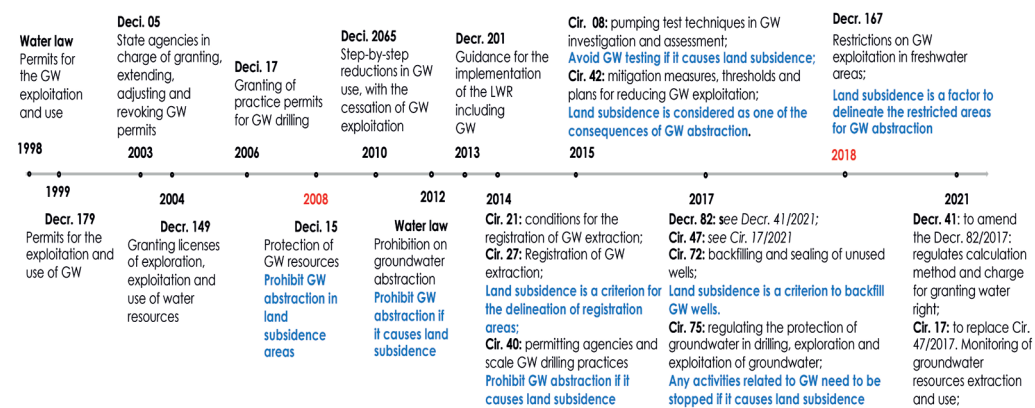 Water law
Permits for
the GW
exploitation
and use
1998
Deci. 05
State agencies in
charge of granting,
extending,
adjusting and
revoking GW
permits
2003
Deci. 17
Granting of
practice permits
for GW drilling
2006
Deci. 2065
Step-by-step
reductions in GW
use, with the
cessation of GW
exploitation
2010
Decr. 201
Guidance for the
implementation
of the LWR
including
GW
2013
Cir. 08: pumping test techniques in GW
investigation and assessment;
Avoid GW testing if it causes land subsidence;
Cir. 42: mitigation measures, thresholds and
plans for reducing GW exploitation;
Land subsidence is considered as one of the
consequences of GW abstraction.
2015
Decr. 167
Restrictions on GW
exploitation in freshwater
areas;
Land subsidence is a factor to
delineate the restricted areas
for GW abstraction
2018
1999
Decr. 179
Permits for the
exploitation and
use of GW
2004
Decr. 149
Granting licenses
of exploration,
exploitation and
use of water
resources
2008
Deci. 15
Protection of
GW resources
Prohibit GW
abstraction in
land
subsidence
areas
2012
Water law
Prohibition on
groundwater
abstraction
Prohibit GW
abstraction if
it causes land
subsidence
2014
Cir. 21: conditions for the
registration of GW extraction;
Cir. 27: Registration of GW
extraction;
Land subsidence is a criterion for
the delineation of registration
areas;
Cir. 40: permitting agencies and
scale GW drilling practices
Prohibit GW abstraction if it
causes land subsidence
2017
Decr. 82: see Decr. 41/2021;
Cir. 47: see Cir. 17/2021
Cir. 72: backfilling and sealing of unused
wells;
Land subsidence is a criterion to backfill
GW wells.
Cir. 75: regulating the protection of
groundwater in drilling, exploration and
exploitation of groundwater;
Any activities related to GW need to be
stopped if it causes land subsidence
2021
Decr. 41: to amend
the Decr. 82/2017:
regulates calculation
method and charge
for granting water
right;
Cir. 17: to replace Cir.
47/2017. Monitoring of
groundwater
resources extraction
and use;